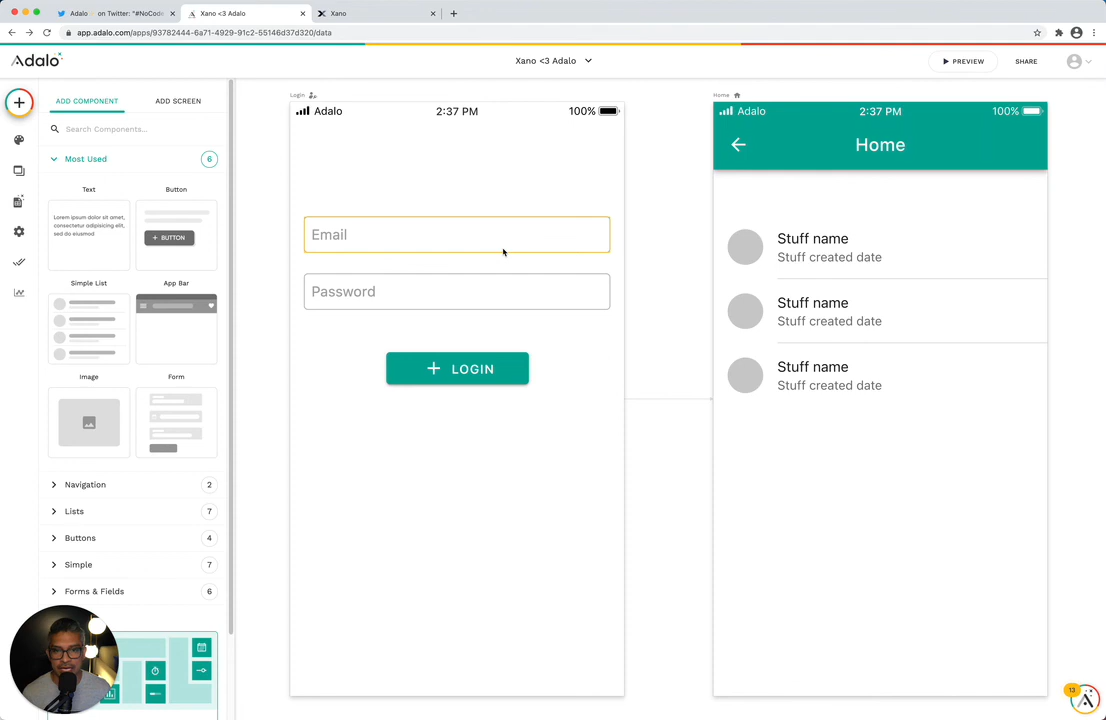 Adalo ✨ on Twitter: "#NoCode
Xano <3 Adalo
Xano
app.adalo.com/apps/93782444-6a71-4929-91c2-55146d37d320/data
Adalo
Xano <3 Adalo
PREVIEW
SHARE
ADD COMPONENT
ADD SCREEN
Search Components...
Most Used
6
Text
Button
Lorem ipsum dolor sit amet,
consectetur adipisicing elit,
sed do eiusmod
+ BUTTON
Simple List
App Bar
Image
Form
Navigation
2
Lists
7
Buttons
4
Simple
7
Forms & Fields
6
Login
Adalo
2:37 PM
100%
Email
Password
+ LOGIN
Home
Adalo
2:37 PM
100%
Home
Stuff name
Stuff created date
Stuff name
Stuff created date
Stuff name
Stuff created date
13